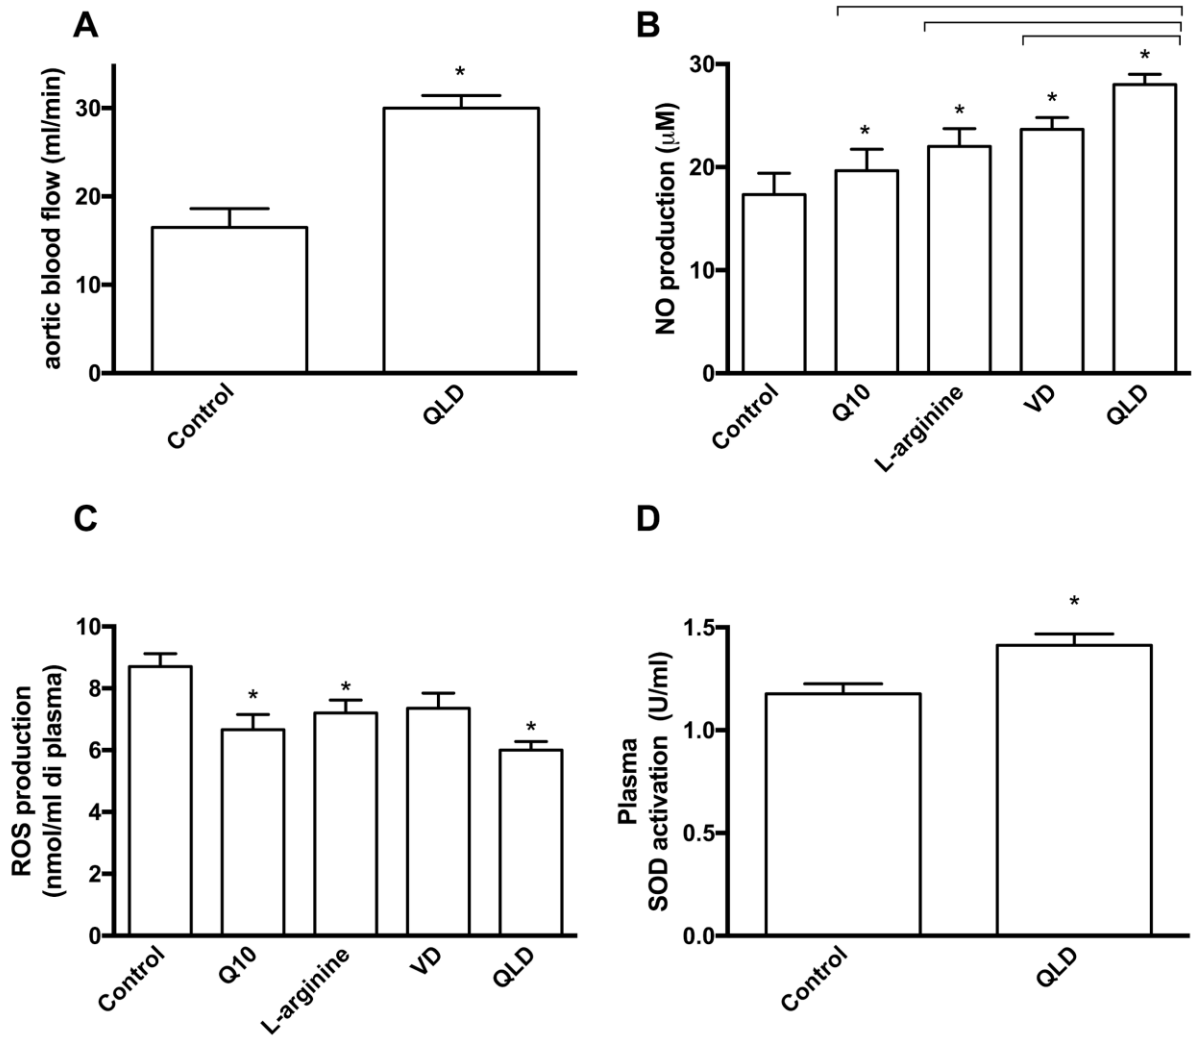 A
aortic blood flow (ml/min)
30
20
10
0
*
Control
QLD
B
NO production (μM)
30
20
10
0
*
*
*
*
Control
Q10
L-arginine
VD
QLD
C
ROS production
(nmol/ml di plasma)
10
8
6
4
2
0
*
*
*
Control
Q10
L-arginine
VD
QLD
D
Plasma
SOD activation (U/ml)
1.5
1.0
0.5
0.0
*
Control
QLD